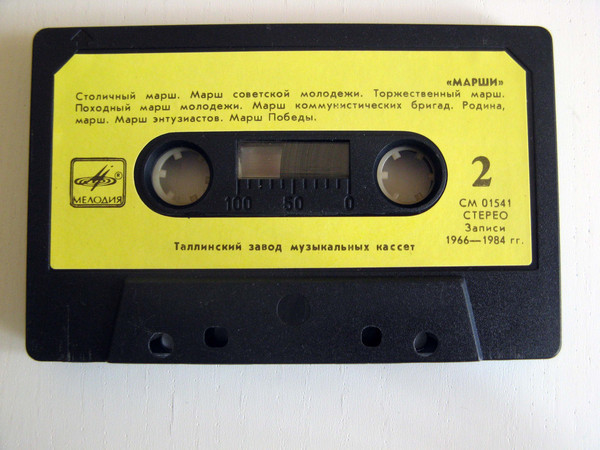 «МАРШИ»
Столичный марш. Марш советской молодежи. Торжественный марш.
Походный марш молодежи. Марш коммунистических бригад. Родина,
марш. Марш энтузиастов. Марш Победы.
МЕЛОДИЯ
100 50 0
2
СМ 01541
СТЕРЕО
Записи
1966—1984 гг.
Таллинский завод музыкальных кассет